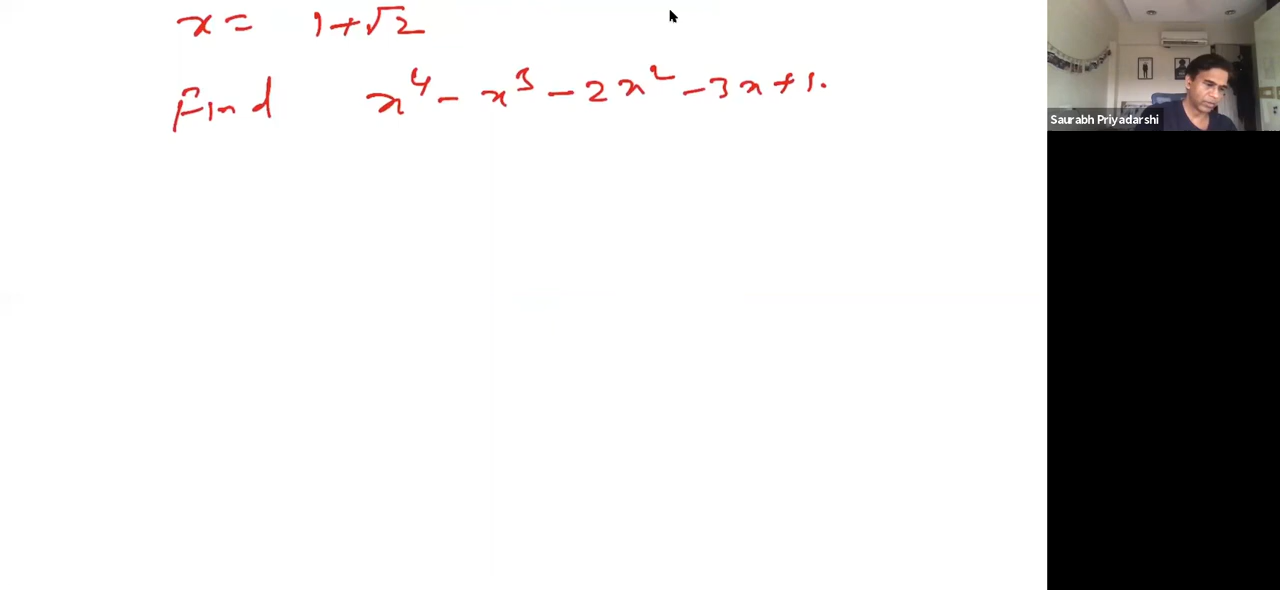 x = 1+√2
Find x⁴ - x³ - 2x² - 3x + 1.
Saurabh Priyadarshi